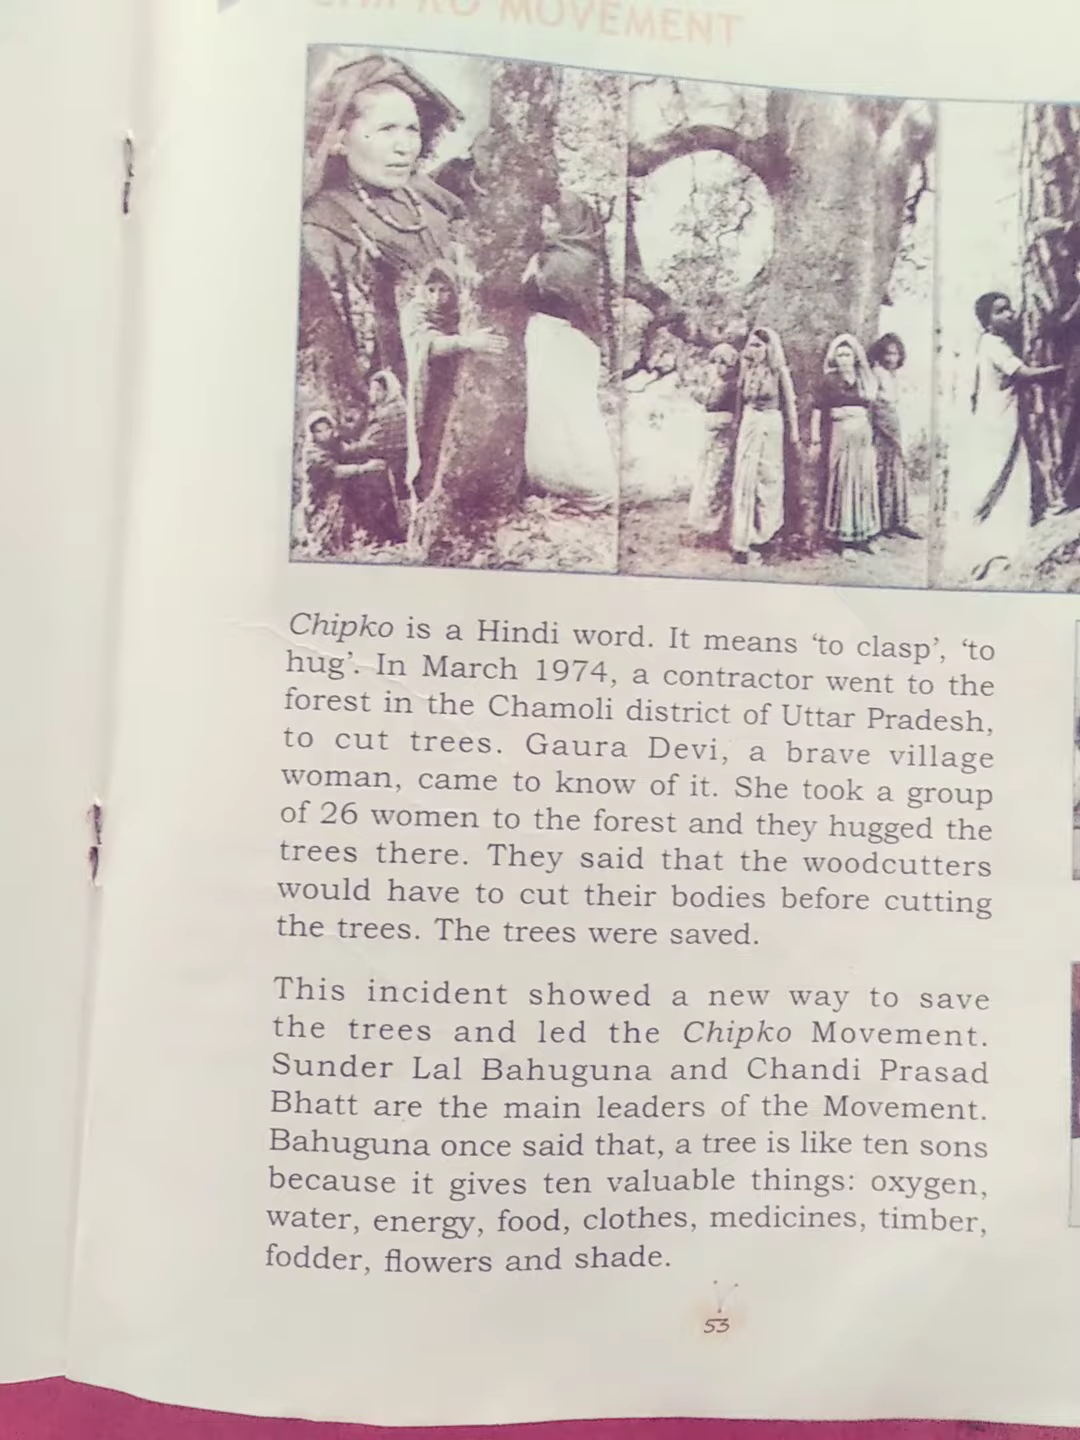 CHIPKO MOVEMENT
Chipko is a Hindi word. It means ‘to clasp’, ‘to
hug’. In March 1974, a contractor went to the
forest in the Chamoli district of Uttar Pradesh,
to cut trees. Gaura Devi, a brave village
woman, came to know of it. She took a group
of 26 women to the forest and they hugged the
trees there. They said that the woodcutters
would have to cut their bodies before cutting
the trees. The trees were saved.
This incident showed a new way to save
the trees and led the Chipko Movement.
Sunder Lal Bahuguna and Chandi Prasad
Bhatt are the main leaders of the Movement.
Bahuguna once said that, a tree is like ten sons
because it gives ten valuable things: oxygen,
water, energy, food, clothes, medicines, timber,
fodder, flowers and shade.
53